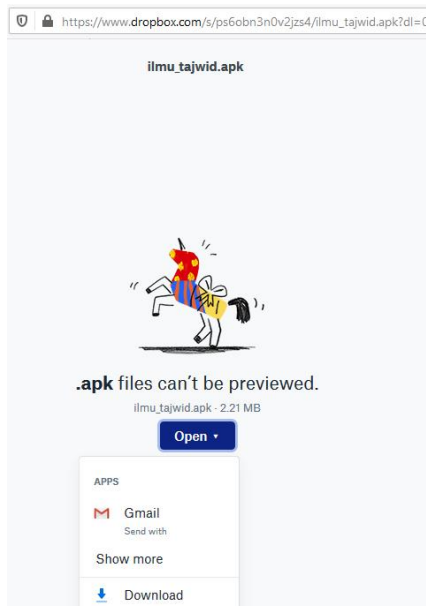 https://www.dropbox.com/s/ps6obn3n0v2jzs4/ilmu_tajwid.apk?dl=0
ilmu_tajwid.apk
.apk files can't be previewed.
ilmu_tajwid.apk · 2.21 MB
Open
APPS
Gmail
Send with
Show more
Download